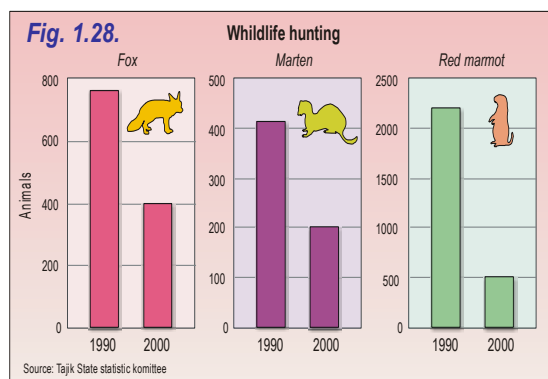 Fig. 1.28.
Whildlife hunting
Fox
Marten
Red marmot
Animals
800
600
400
200
0
1990 2000
500
400
300
200
100
0
1990 2000
2500
2000
1500
1000
500
0
1990 2000
Source: Tajik State statistic komittee